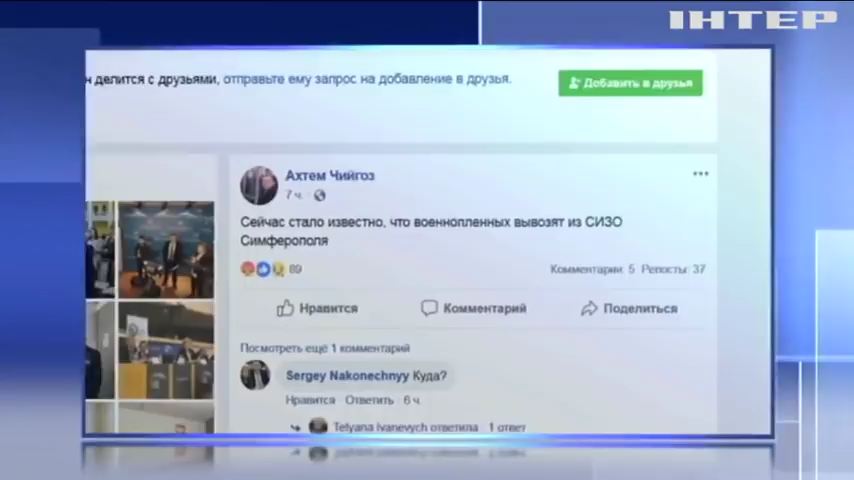 ІНТЕР
н делится с друзьями, отправьте ему запрос на добавление в друзья.
Добавить в друзья
Ахтем Чийгоз
7 ч.
Сейчас стало известно, что военнопленных вывозят из СИЗО
Симферополя
89
Комментарии: 5 Репосты: 37
Нравится Комментарий Поделиться
Посмотреть ещё 1 комментарий
Sergey Nakonechnyy Куда?
Нравится Ответить 6 ч.
Tetyana Ivanevych ответила 1 ответ